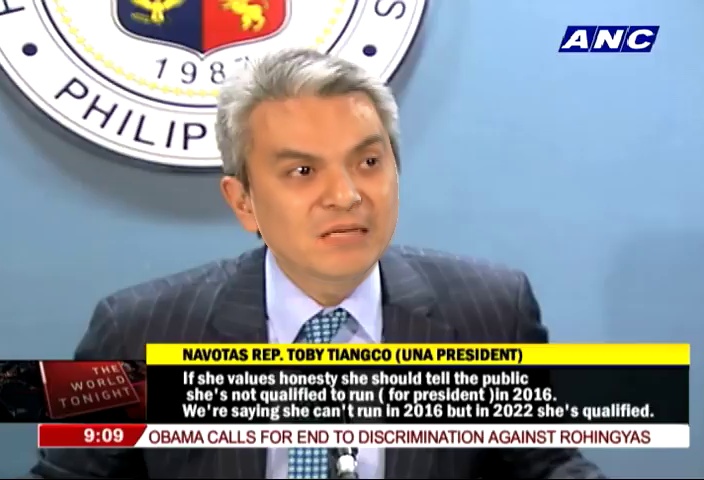 H
S
1987
PHILIP
ANC
NAVOTAS REP. TOBY TIANGCO (UNA PRESIDENT)
THE
WORLD
TONIGHT
If she values honesty she should tell the public
she's not qualified to run ( for president )in 2016.
We're saying she can't run in 2016 but in 2022 she's qualified.
9:09 OBAMA CALLS FOR END TO DISCRIMINATION AGAINST ROHINGYAS